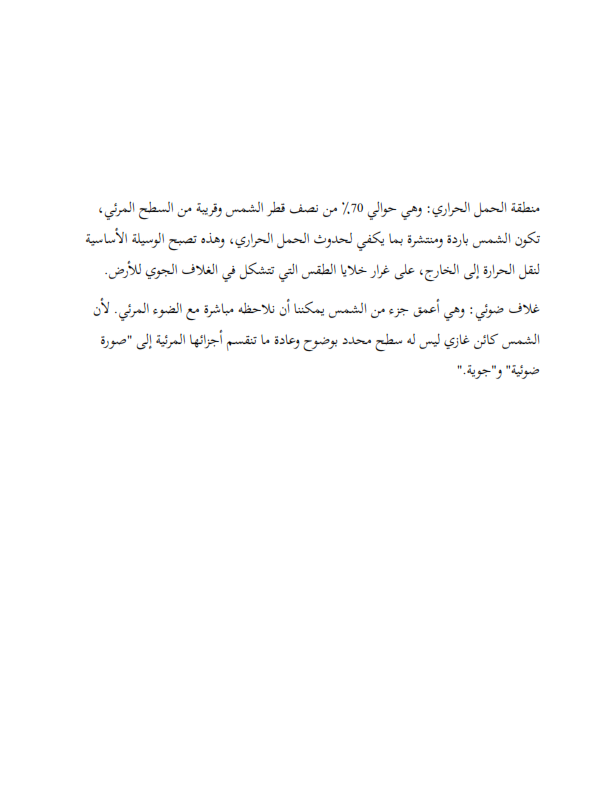 منطقة الحمل الحراري: وهي حوالي 70٪ من نصف قطر الشمس وقريبة من السطح المرئي،
تكون الشمس باردة ومنتشرة بما يكفي لحدوث الحمل الحراري، وهذه تصبح الوسيلة الأساسية
لنقل الحرارة إلى الخارج، على غرار خلايا الطقس التي تتشكل في الغلاف الجوي للأرض.
غلاف ضوئي: وهي أعمق جزء من الشمس يمكننا أن نلاحظه مباشرة مع الضوء المرئي. لأن
الشمس كائن غازي ليس له سطح محدد بوضوح وعادة ما تنقسم أجزائها المرئية إلى "صورة
ضوئية" و"جوية."